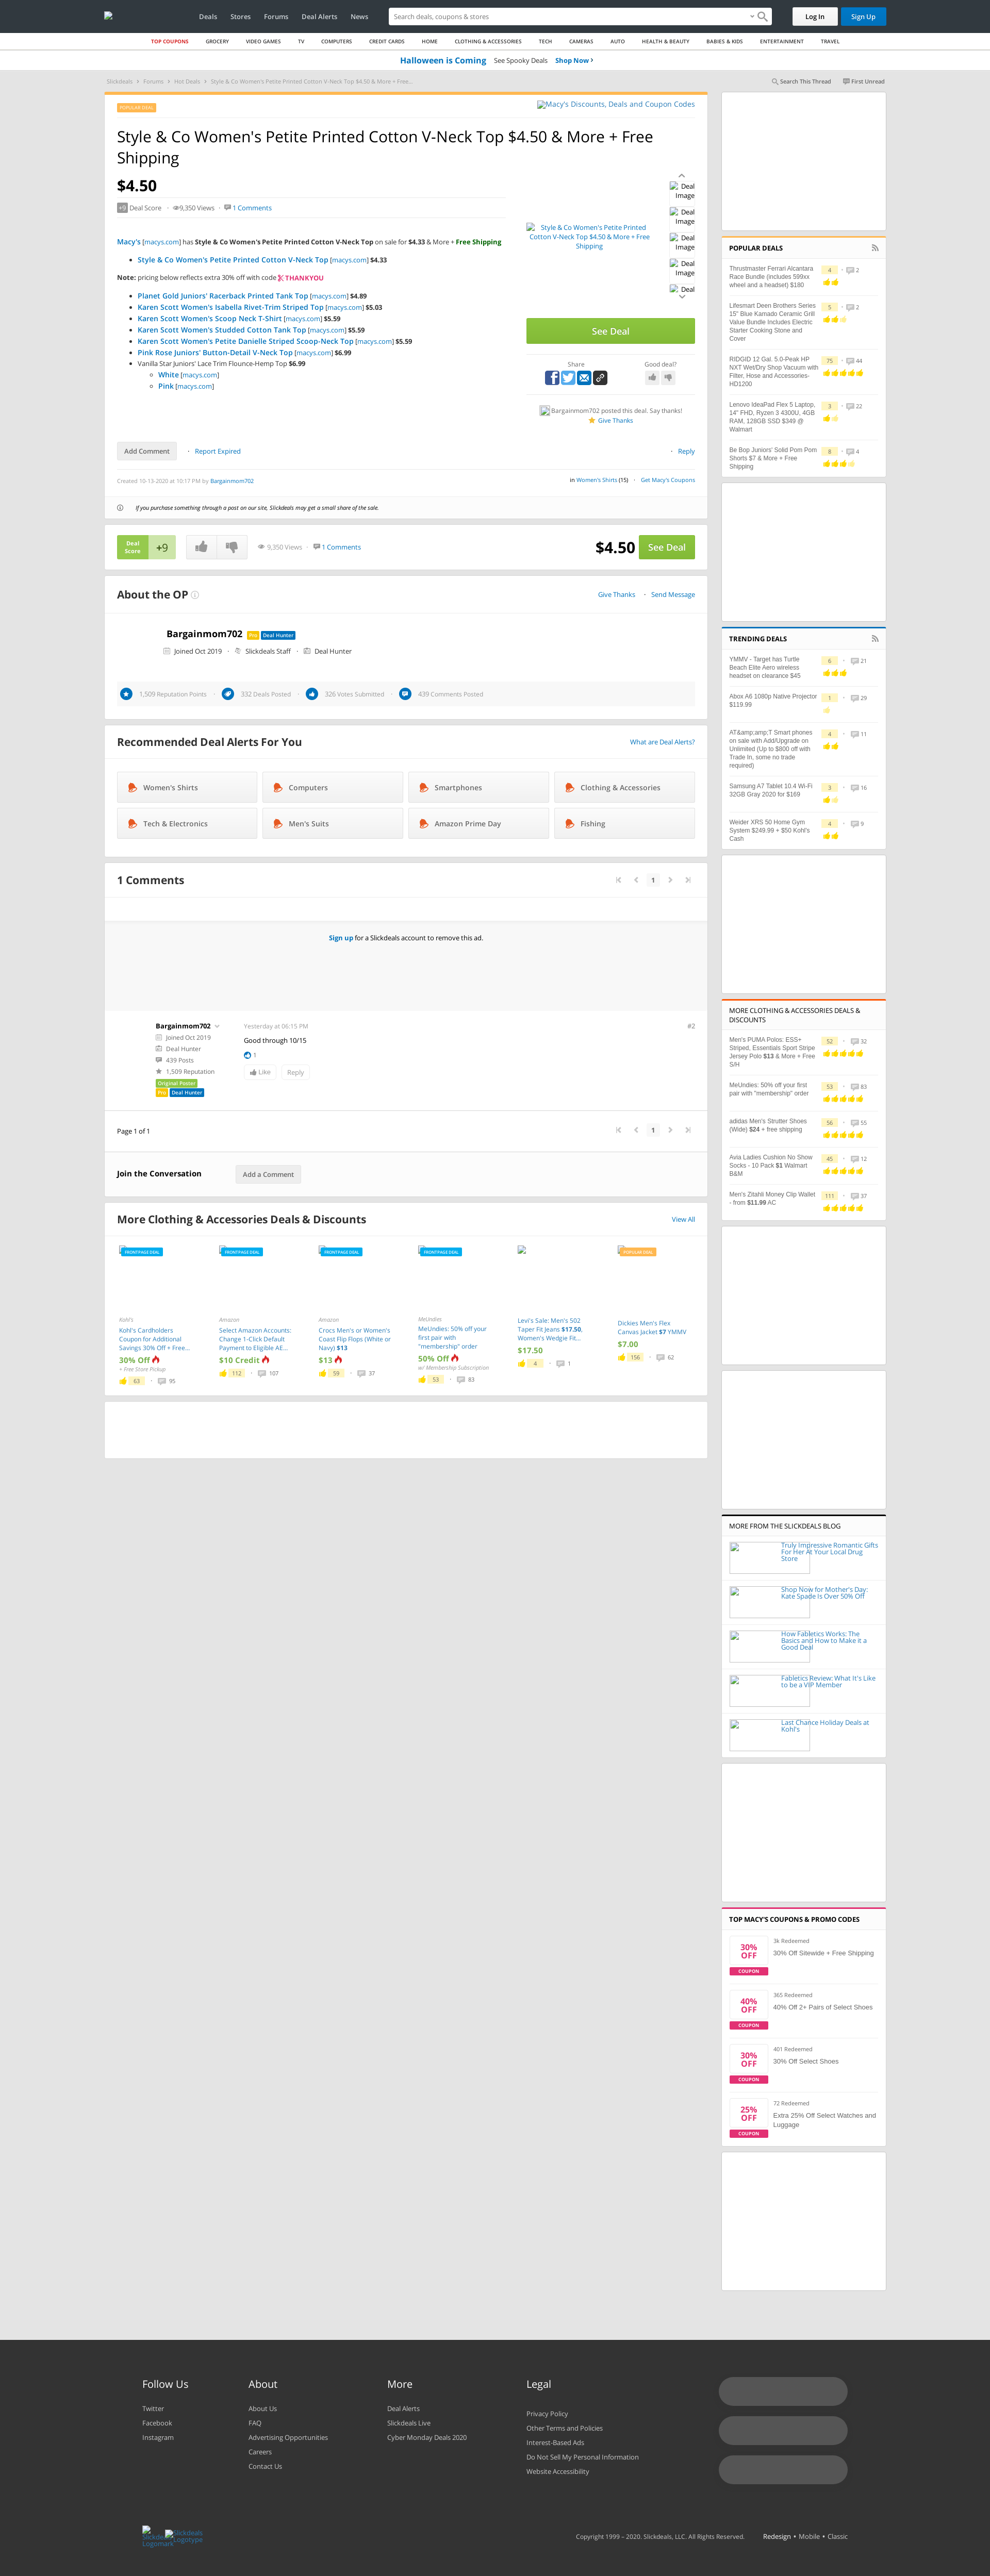 Deals Stores Forums Deal Alerts News
Search deals, coupons & stores
Log In
Sign Up
TOP COUPONS GROCERY VIDEO GAMES TV COMPUTERS CREDIT CARDS HOME CLOTHING & ACCESSORIES TECH CAMERAS AUTO HEALTH & BEAUTY BABIES & KIDS ENTERTAINMENT TRAVEL
Halloween is Coming See Spooky Deals Shop Now ›
Slickdeals › Forums › Hot Deals › Style & Co Women's Petite Printed Cotton V-Neck Top $4.50 & More + Free...
Search This Thread First Unread
POPULAR DEAL
Macy's Discounts, Deals and Coupon Codes
Style & Co Women's Petite Printed Cotton V-Neck Top $4.50 & More + Free
Shipping
$4.50
+9 Deal Score · 9,350 Views · 1 Comments
Macy's [macys.com] has Style & Co Women's Petite Printed Cotton V-Neck Top on sale for $4.33 & More + Free Shipping
• Style & Co Women's Petite Printed Cotton V-Neck Top [macys.com] $4.33
Note: pricing below reflects extra 30% off with code THANKYOU
• Planet Gold Juniors' Racerback Printed Tank Top [macys.com] $4.89
• Karen Scott Women's Isabella Rivet-Trim Striped Top [macys.com] $5.03
• Karen Scott Women's Scoop Neck T-Shirt [macys.com] $5.59
• Karen Scott Women's Studded Cotton Tank Top [macys.com] $5.59
• Karen Scott Women's Petite Danielle Striped Scoop-Neck Top [macys.com] $5.59
• Pink Rose Juniors' Button-Detail V-Neck Top [macys.com] $6.99
• Vanilla Star Juniors' Lace Trim Flounce-Hemp Top $6.99
White [macys.com]
Pink [macys.com]
Style & Co Women's Petite Printed
Cotton V-Neck Top $4.50 & More + Free
Shipping
Deal
Image
Deal
Image
Deal
Image
Deal
Image
Deal
See Deal
Share Good deal?
Bargainmom702 posted this deal. Say thanks!
Give Thanks
Add Comment · Report Expired
· Reply
Created 10-13-2020 at 10:17 PM by Bargainmom702
in Women's Shirts (15) · Get Macy's Coupons
If you purchase something through a post on our site, Slickdeals may get a small share of the sale.
Deal
Score
+9
9,350 Views · 1 Comments
$4.50 See Deal
About the OP
Give Thanks · Send Message
Bargainmom702 Pro Deal Hunter
Joined Oct 2019 · Slickdeals Staff · Deal Hunter
1,509 Reputation Points · 332 Deals Posted · 326 Votes Submitted · 439 Comments Posted
Recommended Deal Alerts For You
What are Deal Alerts?
Women's Shirts Computers Smartphones Clothing & Accessories
Tech & Electronics Men's Suits Amazon Prime Day Fishing
1 Comments
1
Sign up for a Slickdeals account to remove this ad.
Bargainmom702
Joined Oct 2019
Deal Hunter
439 Posts
1,509 Reputation
Original Poster
Pro Deal Hunter
Yesterday at 06:15 PM
#2
Good through 10/15
1
Like Reply
Page 1 of 1
1
Join the Conversation
Add a Comment
More Clothing & Accessories Deals & Discounts
View All
FRONTPAGE DEAL
Kohl's
Kohl's Cardholders
Coupon for Additional
Savings 30% Off + Free...
30% Off
+ Free Store Pickup
63 · 95
FRONTPAGE DEAL
Amazon
Select Amazon Accounts:
Change 1-Click Default
Payment to Eligible AE...
$10 Credit
112 · 107
FRONTPAGE DEAL
Amazon
Crocs Men's or Women's
Coast Flip Flops (White or
Navy) $13
$13
59 · 37
FRONTPAGE DEAL
MeUndies
MeUndies: 50% off your
first pair with
"membership" order
50% Off
w/ Membership Subscription
53 · 83
Levi's Sale: Men's 502
Taper Fit Jeans $17.50,
Women's Wedgie Fit...
$17.50
4 · 1
POPULAR DEAL
Dickies Men's Flex
Canvas Jacket $7 YMMV
$7.00
156 · 62
POPULAR DEALS
Thrustmaster Ferrari Alcantara
Race Bundle (includes 599xx
wheel and a headset) $180
4 · 2
Lifesmart Deen Brothers Series
15" Blue Kamado Ceramic Grill
Value Bundle Includes Electric
Starter Cooking Stone and
Cover
5 · 2
RIDGID 12 Gal. 5.0-Peak HP
NXT Wet/Dry Shop Vacuum with
Filter, Hose and Accessories-
HD1200
75 · 44
Lenovo IdeaPad Flex 5 Laptop,
14" FHD, Ryzen 3 4300U, 4GB
RAM, 128GB SSD $349 @
Walmart
3 · 22
Be Bop Juniors' Solid Pom Pom
Shorts $7 & More + Free
Shipping
8 · 4
TRENDING DEALS
YMMV - Target has Turtle
Beach Elite Aero wireless
headset on clearance $45
6 · 21
Abox A6 1080p Native Projector
$119.99
1 · 29
AT&amp;amp;T Smart phones
on sale with Add/Upgrade on
Unlimited (Up to $800 off with
Trade In, some no trade
required)
4 · 11
Samsung A7 Tablet 10.4 Wi-Fi
32GB Gray 2020 for $169
3 · 16
Weider XRS 50 Home Gym
System $249.99 + $50 Kohl's
Cash
4 · 9
MORE CLOTHING & ACCESSORIES DEALS &
DISCOUNTS
Men's PUMA Polos: ESS+
Striped, Essentials Sport Stripe
Jersey Polo $13 & More + Free
S/H
52 · 32
MeUndies: 50% off your first
pair with "membership" order
53 · 83
adidas Men's Strutter Shoes
(Wide) $24 + free shipping
56 · 55
Avia Ladies Cushion No Show
Socks - 10 Pack $1 Walmart
B&M
45 · 12
Men's Zitahli Money Clip Wallet
- from $11.99 AC
111 · 37
MORE FROM THE SLICKDEALS BLOG
Truly Impressive Romantic Gifts
For Her At Your Local Drug
Store
Shop Now for Mother's Day:
Kate Spade Is Over 50% Off
How Fabletics Works: The
Basics and How to Make it a
Good Deal
Fabletics Review: What It's Like
to be a VIP Member
Last Chance Holiday Deals at
Kohl's
TOP MACY'S COUPONS & PROMO CODES
30%
OFF
COUPON
3k Redeemed
30% Off Sitewide + Free Shipping
40%
OFF
COUPON
365 Redeemed
40% Off 2+ Pairs of Select Shoes
30%
OFF
COUPON
401 Redeemed
30% Off Select Shoes
25%
OFF
COUPON
72 Redeemed
Extra 25% Off Select Watches and
Luggage
Follow Us
Twitter
Facebook
Instagram
About
About Us
FAQ
Advertising Opportunities
Careers
Contact Us
More
Deal Alerts
Slickdeals Live
Cyber Monday Deals 2020
Legal
Privacy Policy
Other Terms and Policies
Interest-Based Ads
Do Not Sell My Personal Information
Website Accessibility
Slickdeals
Logomark
Slickdeals
Logotype
Copyright 1999 – 2020. Slickdeals, LLC. All Rights Reserved.
Redesign • Mobile • Classic